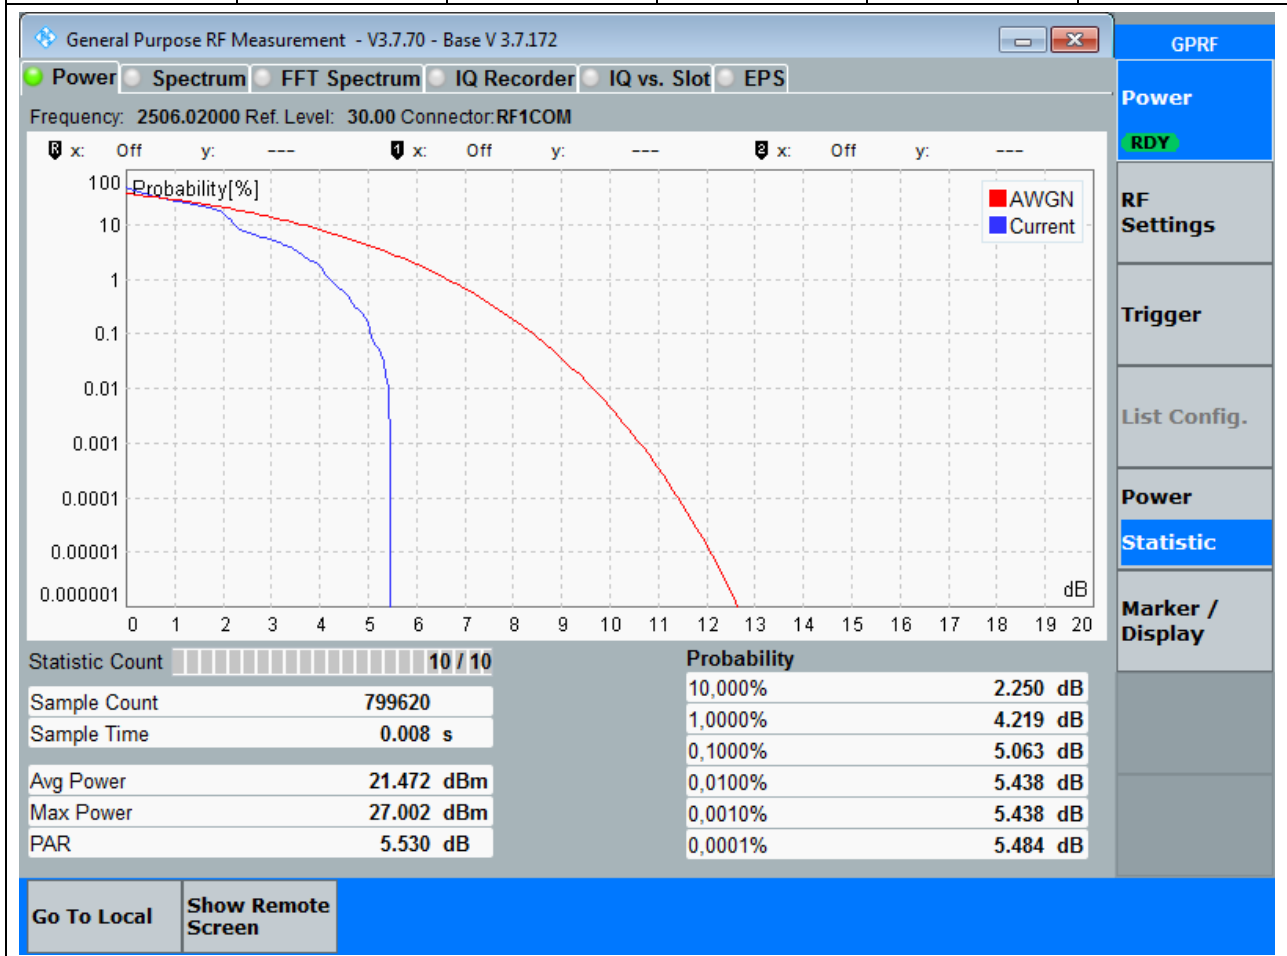 General Purpose RF Measurement - V3.7.70 - Base V 3.7.172
GPRF
Power Spectrum FFT Spectrum IQ Recorder IQ vs. Slot EPS
Frequency: 2506.02000 Ref. Level: 30.00 Connector:RF1COM
R x: Off y: --- 1 x: Off y: --- 2 x: Off y: ---
Probability[%]
AWGN
Current
100
10
1
0.1
0.01
0.001
0.0001
0.00001
0.000001
dB
0 1 2 3 4 5 6 7 8 9 10 11 12 13 14 15 16 17 18 19 20
Statistic Count 10 / 10
Sample Count 799620
Sample Time 0.008 s
Avg Power 21.472 dBm
Max Power 27.002 dBm
PAR 5.530 dB
Probability
10,000% 2.250 dB
1,0000% 4.219 dB
0,1000% 5.063 dB
0,0100% 5.438 dB
0,0010% 5.438 dB
0,0001% 5.484 dB
Power
RDY
RF
Settings
Trigger
List Config.
Power
Statistic
Marker /
Display
Go To Local
Show Remote
Screen